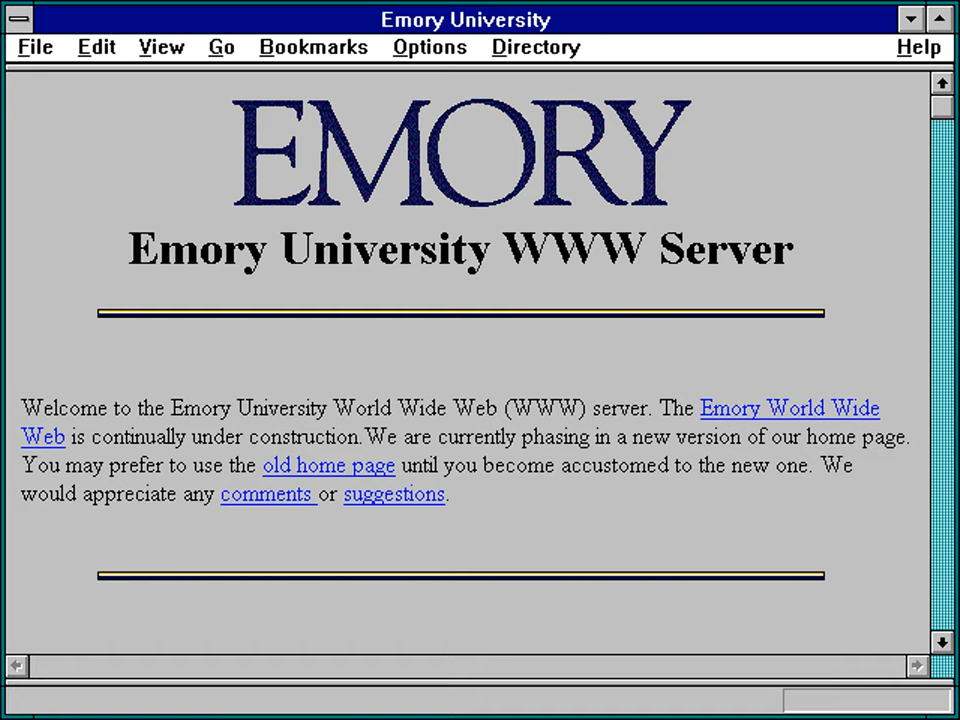 Emory University
File Edit View Go Bookmarks Options Directory Help
EMORY
Emory University WWW Server
Welcome to the Emory University World Wide Web (WWW) server. The Emory World Wide
Web is continually under construction.We are currently phasing in a new version of our home page.
You may prefer to use the old home page until you become accustomed to the new one. We
would appreciate any comments or suggestions.